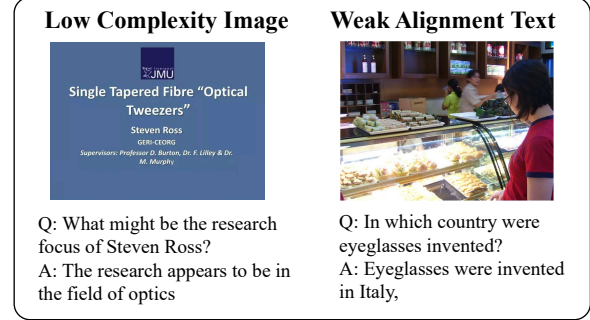 Low Complexity Image
Weak Alignment Text
JMU
Single Tapered Fibre “Optical
Tweezers”
Steven Ross
GERI-CEORG
Supervisors: Professor D. Burton, Dr. F. Lilley & Dr.
M. Murphy
Q: What might be the research
focus of Steven Ross?
A: The research appears to be in
the field of optics
Q: In which country were
eyeglasses invented?
A: Eyeglasses were invented
in Italy,